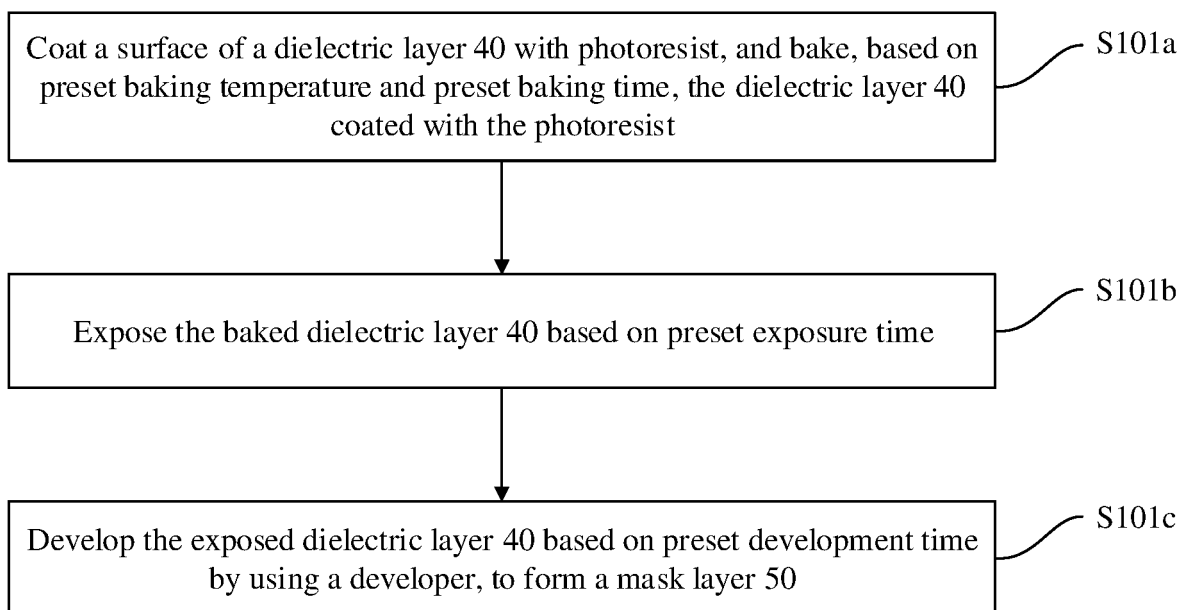 Coat a surface of a dielectric layer 40 with photoresist, and bake, based on
preset baking temperature and preset baking time, the dielectric layer 40
coated with the photoresist
S101a
Expose the baked dielectric layer 40 based on preset exposure time
S101b
Develop the exposed dielectric layer 40 based on preset development time
by using a developer, to form a mask layer 50
S101c